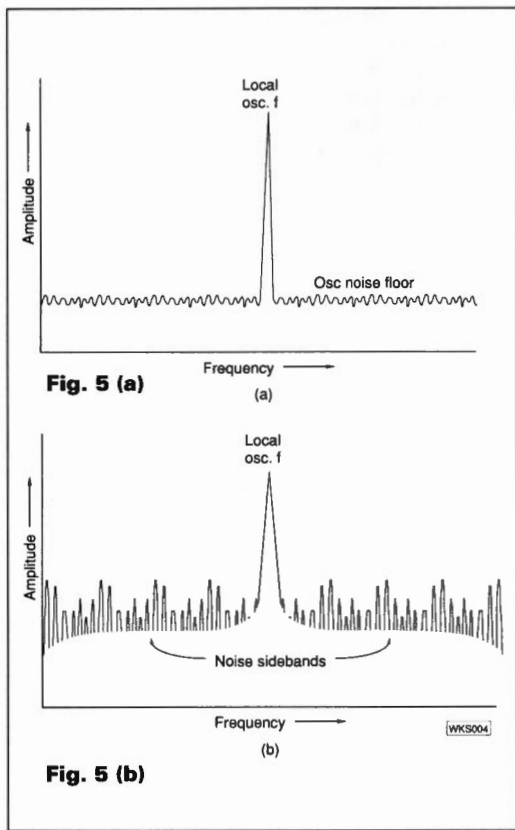 Local
osc. f
Amplitude
Osc noise floor
Frequency
Fig. 5 (a)
(a)
Local
osc. f
Amplitude
Noise sidebands
Frequency
WKS004
(b)
Fig. 5 (b)